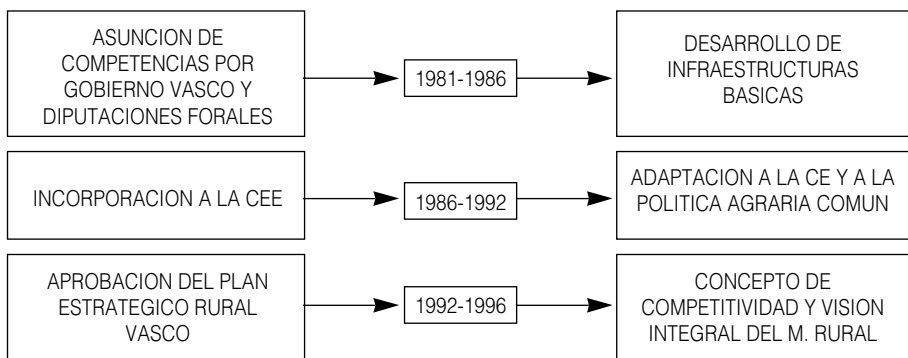 ASUNCION DE
COMPETENCIAS POR
GOBIERNO VASCO Y
DIPUTACIONES FORALES
1981-1986
DESARROLLO DE
INFRAESTRUCTURAS
BASICAS
INCORPORACION A LA CEE
1986-1992
ADAPTACION A LA CE Y A LA
POLITICA AGRARIA COMUN
APROBACION DEL PLAN
ESTRATEGICO RURAL
VASCO
1992-1996
CONCEPTO DE
COMPETITIVIDAD Y VISION
INTEGRAL DEL M. RURAL